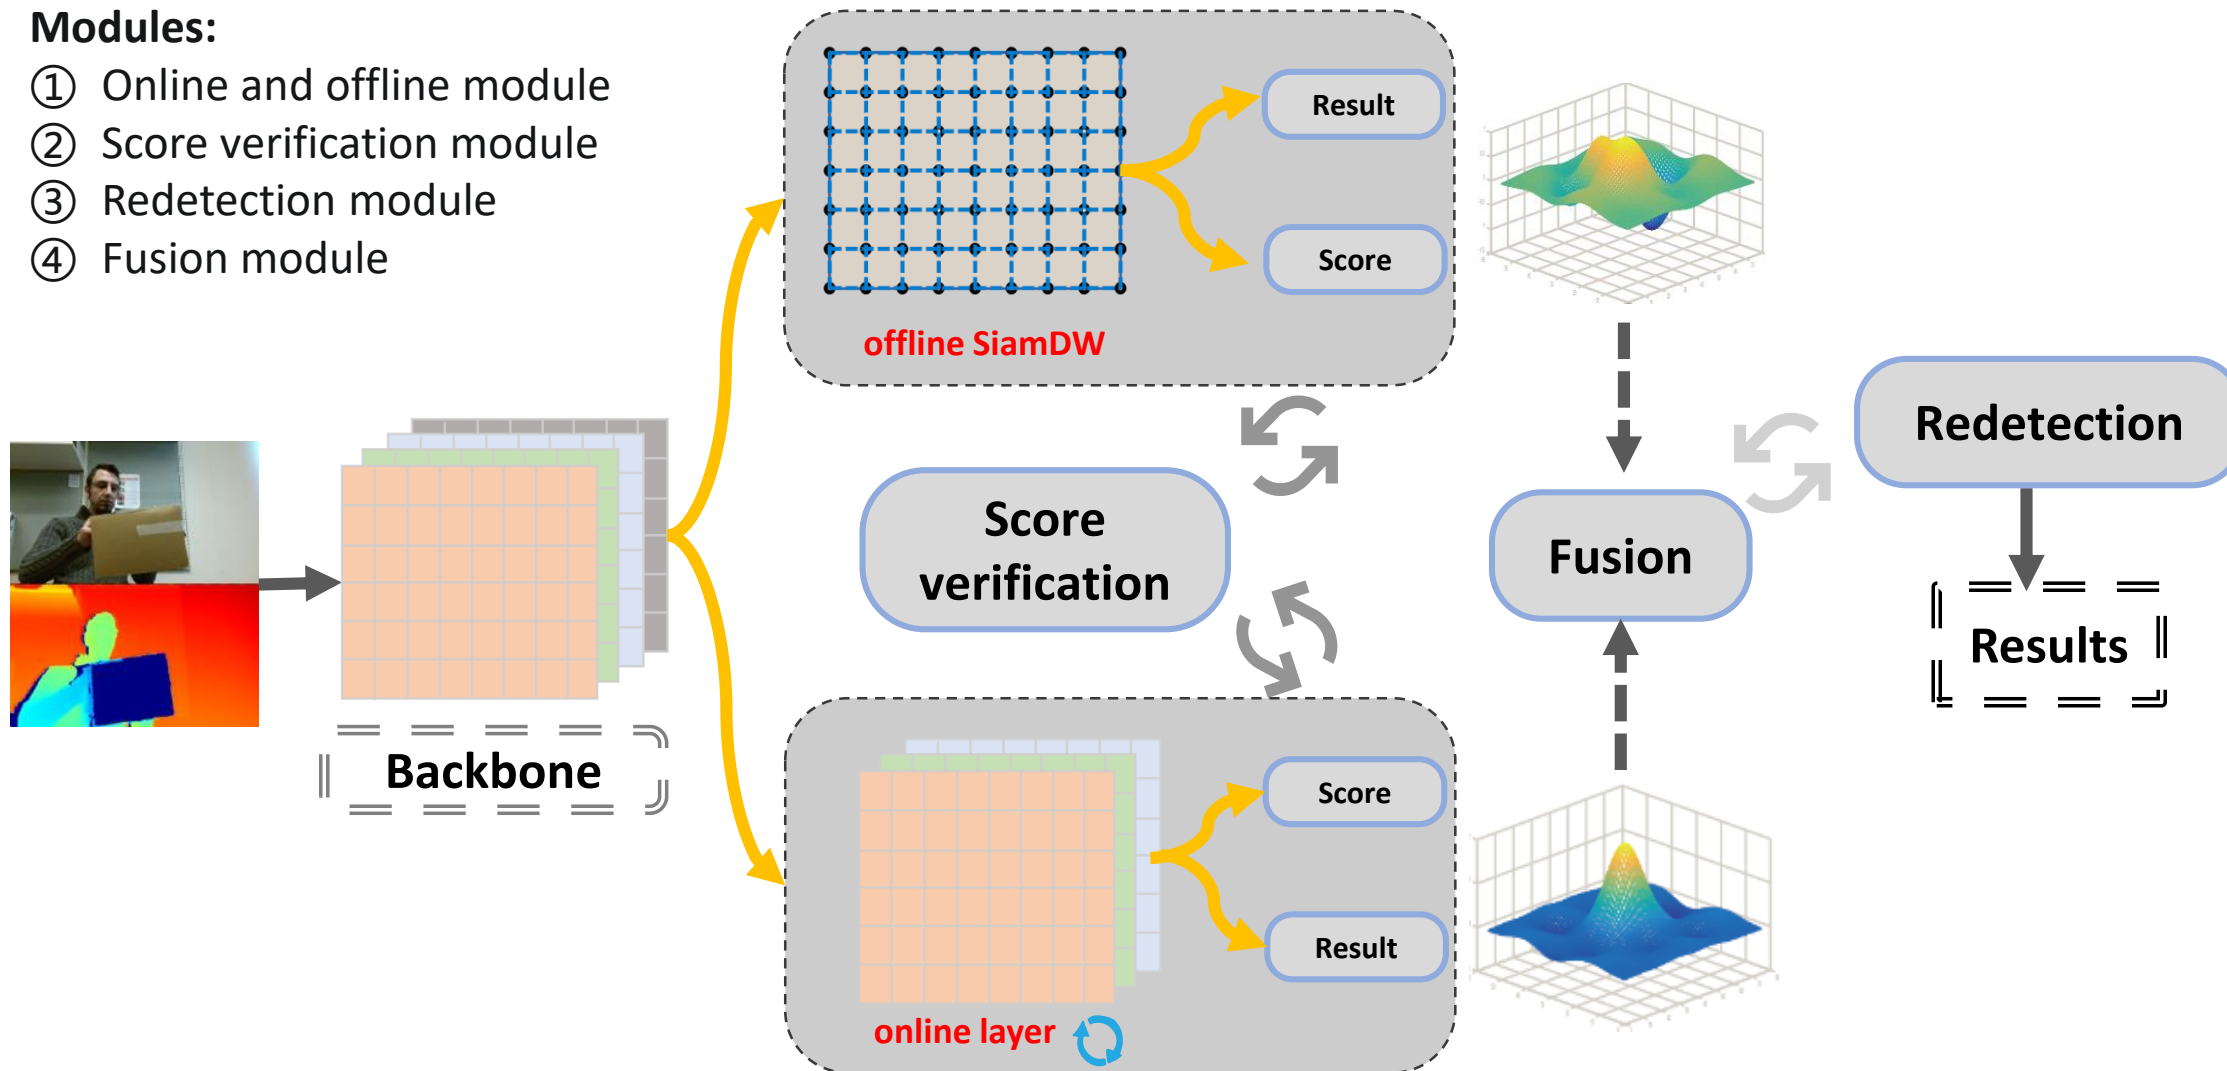 Modules:
① Online and offline module
② Score verification module
③ Redetection module
④ Fusion module
Result
Score
offline SiamDW
Redetection
Score
verification
Fusion
Results
Backbone
Score
Result
online layer